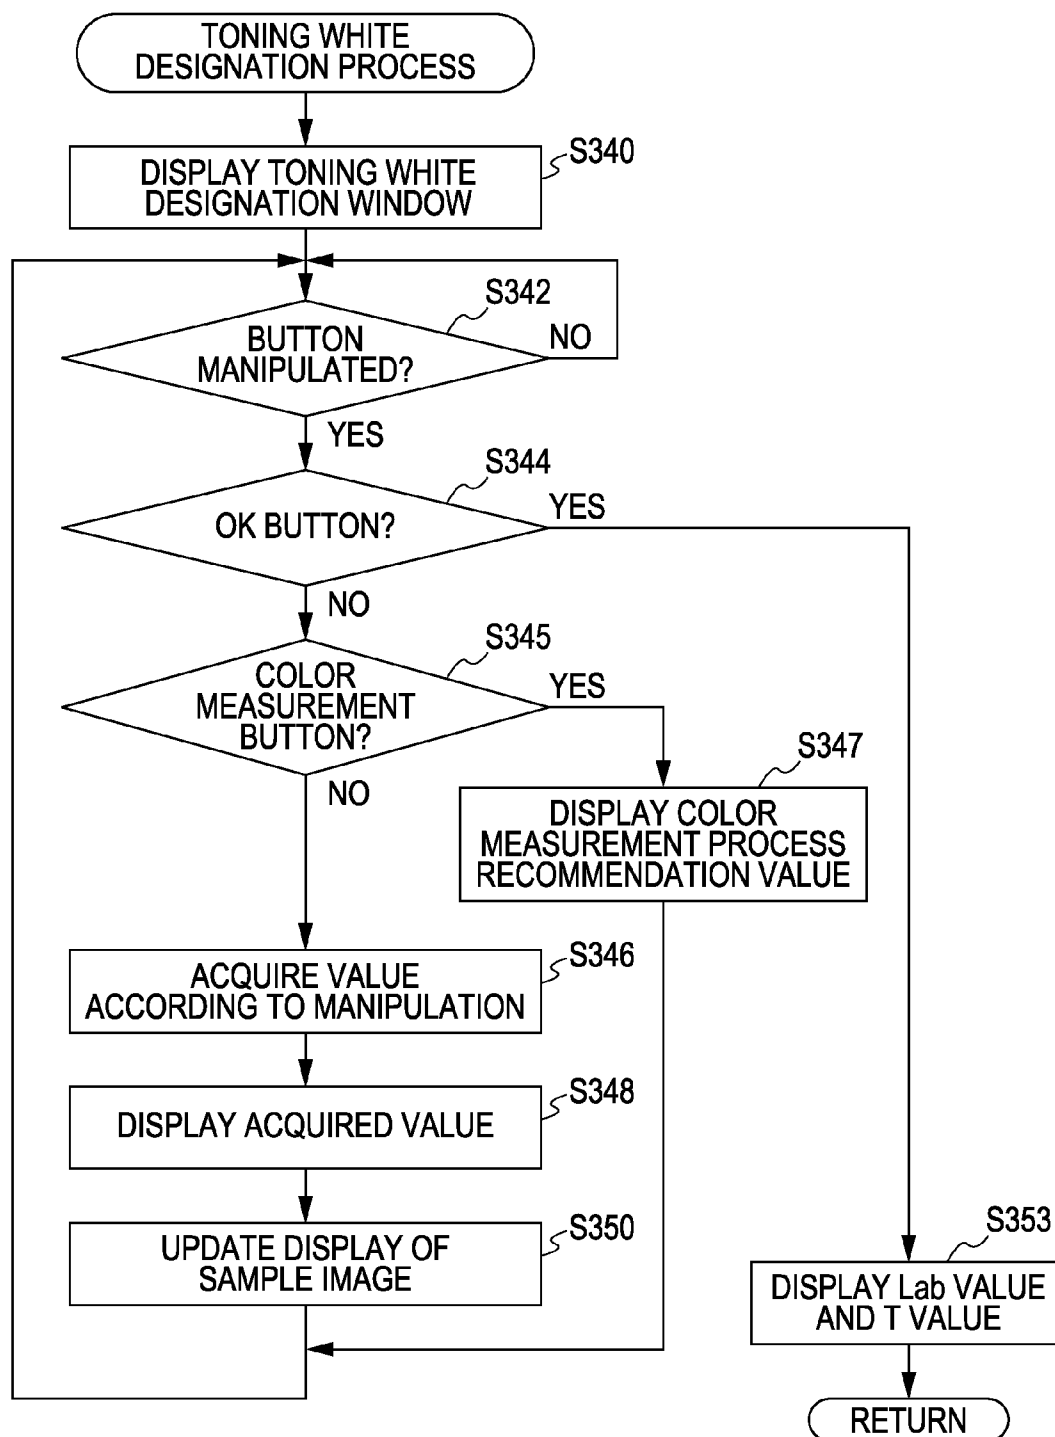 TONING WHITE
DESIGNATION PROCESS
S340
DISPLAY TONING WHITE
DESIGNATION WINDOW
S342
BUTTON
MANIPULATED?
NO
YES
S344
OK BUTTON?
YES
NO
S345
COLOR
MEASUREMENT
BUTTON?
YES
NO
S347
DISPLAY COLOR
MEASUREMENT PROCESS
RECOMMENDATION VALUE
S346
ACQUIRE VALUE
ACCORDING TO MANIPULATION
S348
DISPLAY ACQUIRED VALUE
S350
UPDATE DISPLAY OF
SAMPLE IMAGE
S353
DISPLAY Lab VALUE
AND T VALUE
RETURN